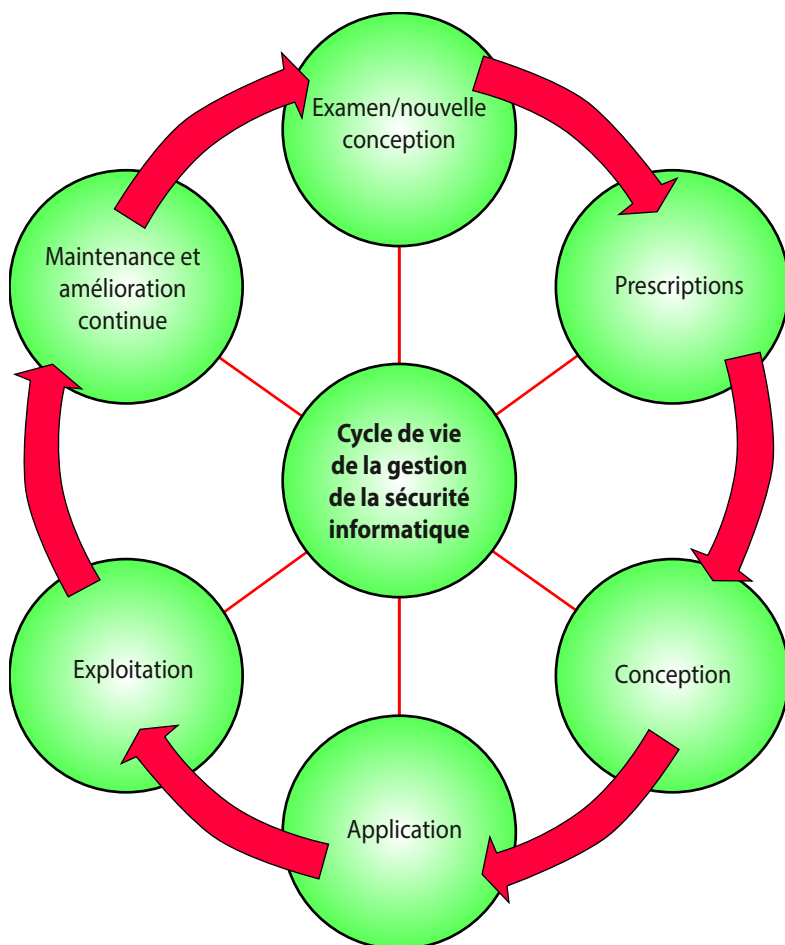 Examen/nouvelle
conception
Prescriptions
Conception
Application
Exploitation
Maintenance et
amélioration
continue
Cycle de vie
de la gestion
de la sécurité
informatique